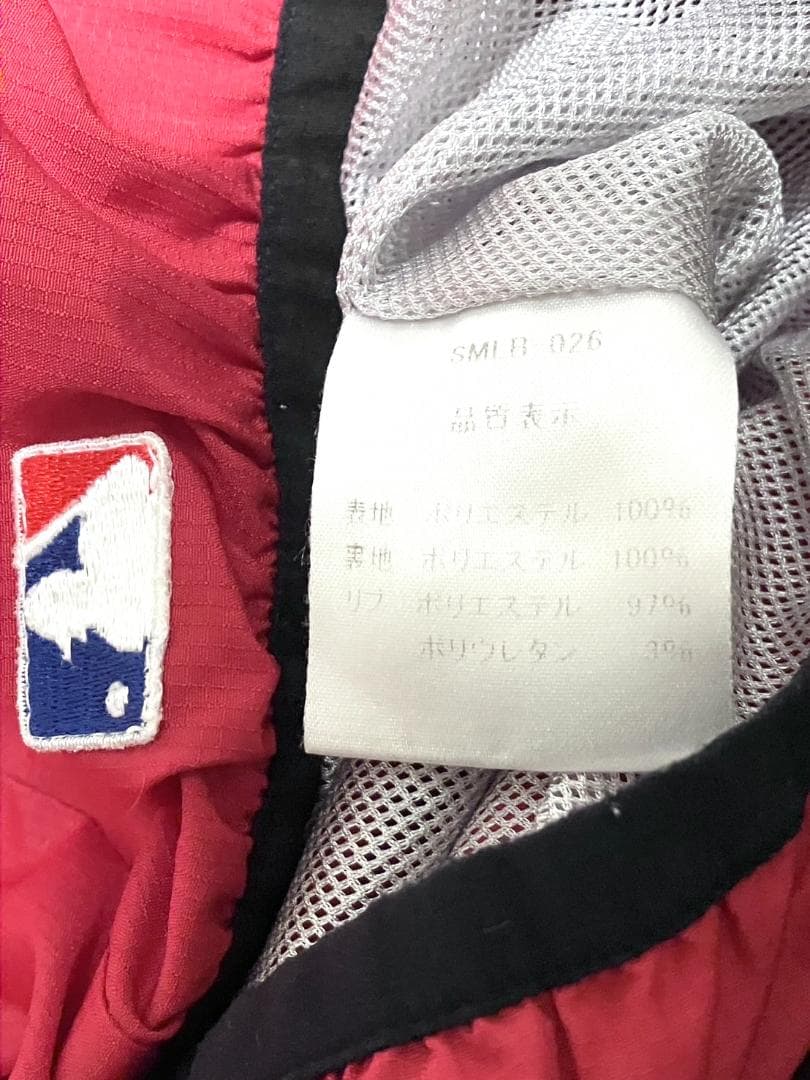 SMLB 026
品質表示
表地 ポリエステル 100%
裏地 ポリエステル 100%
リブ ポリエステル 97%
ポリウレタン 3%